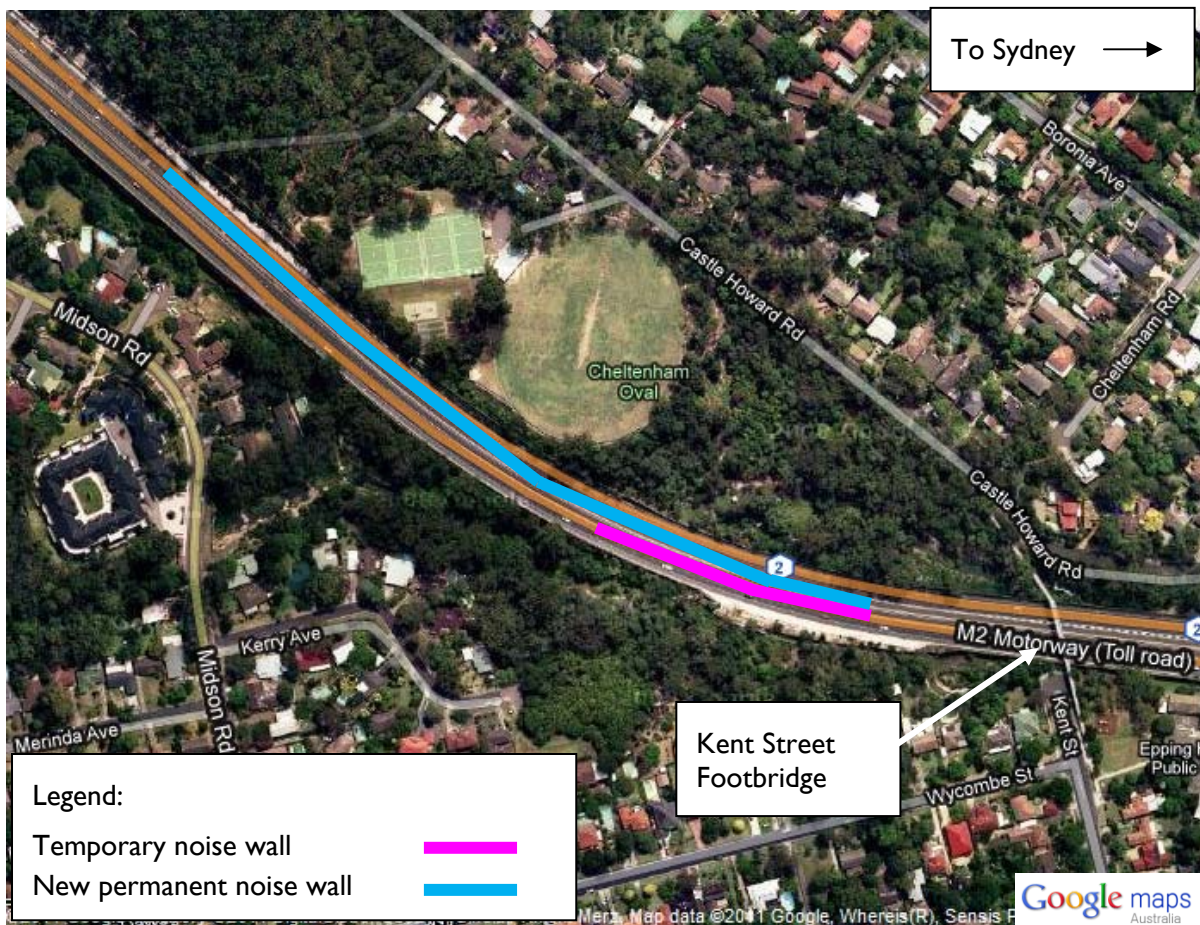 To Sydney
Boronia Ave
Cheltenham Rd
Castle Howard Rd
Midson Rd
Cheltenham
Oval
Castle Howard Rd
2
2
M2 Motorway (Toll road)
Kerry Ave
Midson Rd
Merinda Ave
Kent St
Kent Street
Footbridge
Epping
Public
Wycombe St
Legend:
Temporary noise wall
New permanent noise wall
Merz, Map data ©2011 Google, Whereis(R), Sensis
Google maps
Australia